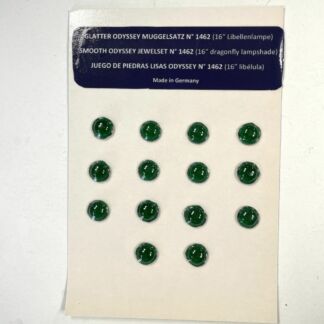 GLATTER ODYSSEY MUGGELSATZ N° 1462 (16" Libellenlampe)
SMOOTH ODYSSEY JEWELSET N° 1462 (16" dragonfly lampshade)
JUEGO DE PIEDRAS LISAS ODYSSEY N° 1462 (16" libélula)
Made in Germany